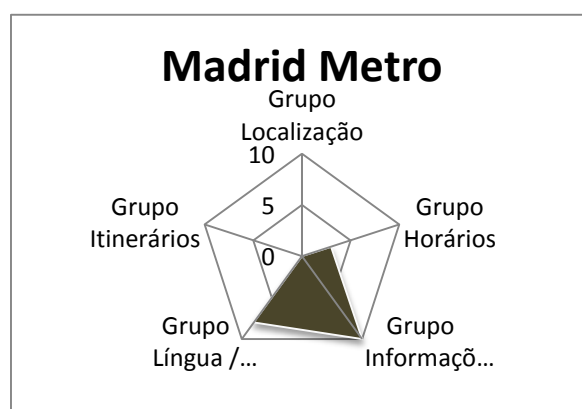 Madrid Metro
Grupo
Localização
10
5
0
Grupo
Itinerários
Grupo
Horários
Grupo
Língua /...
Grupo
Informaçõ...